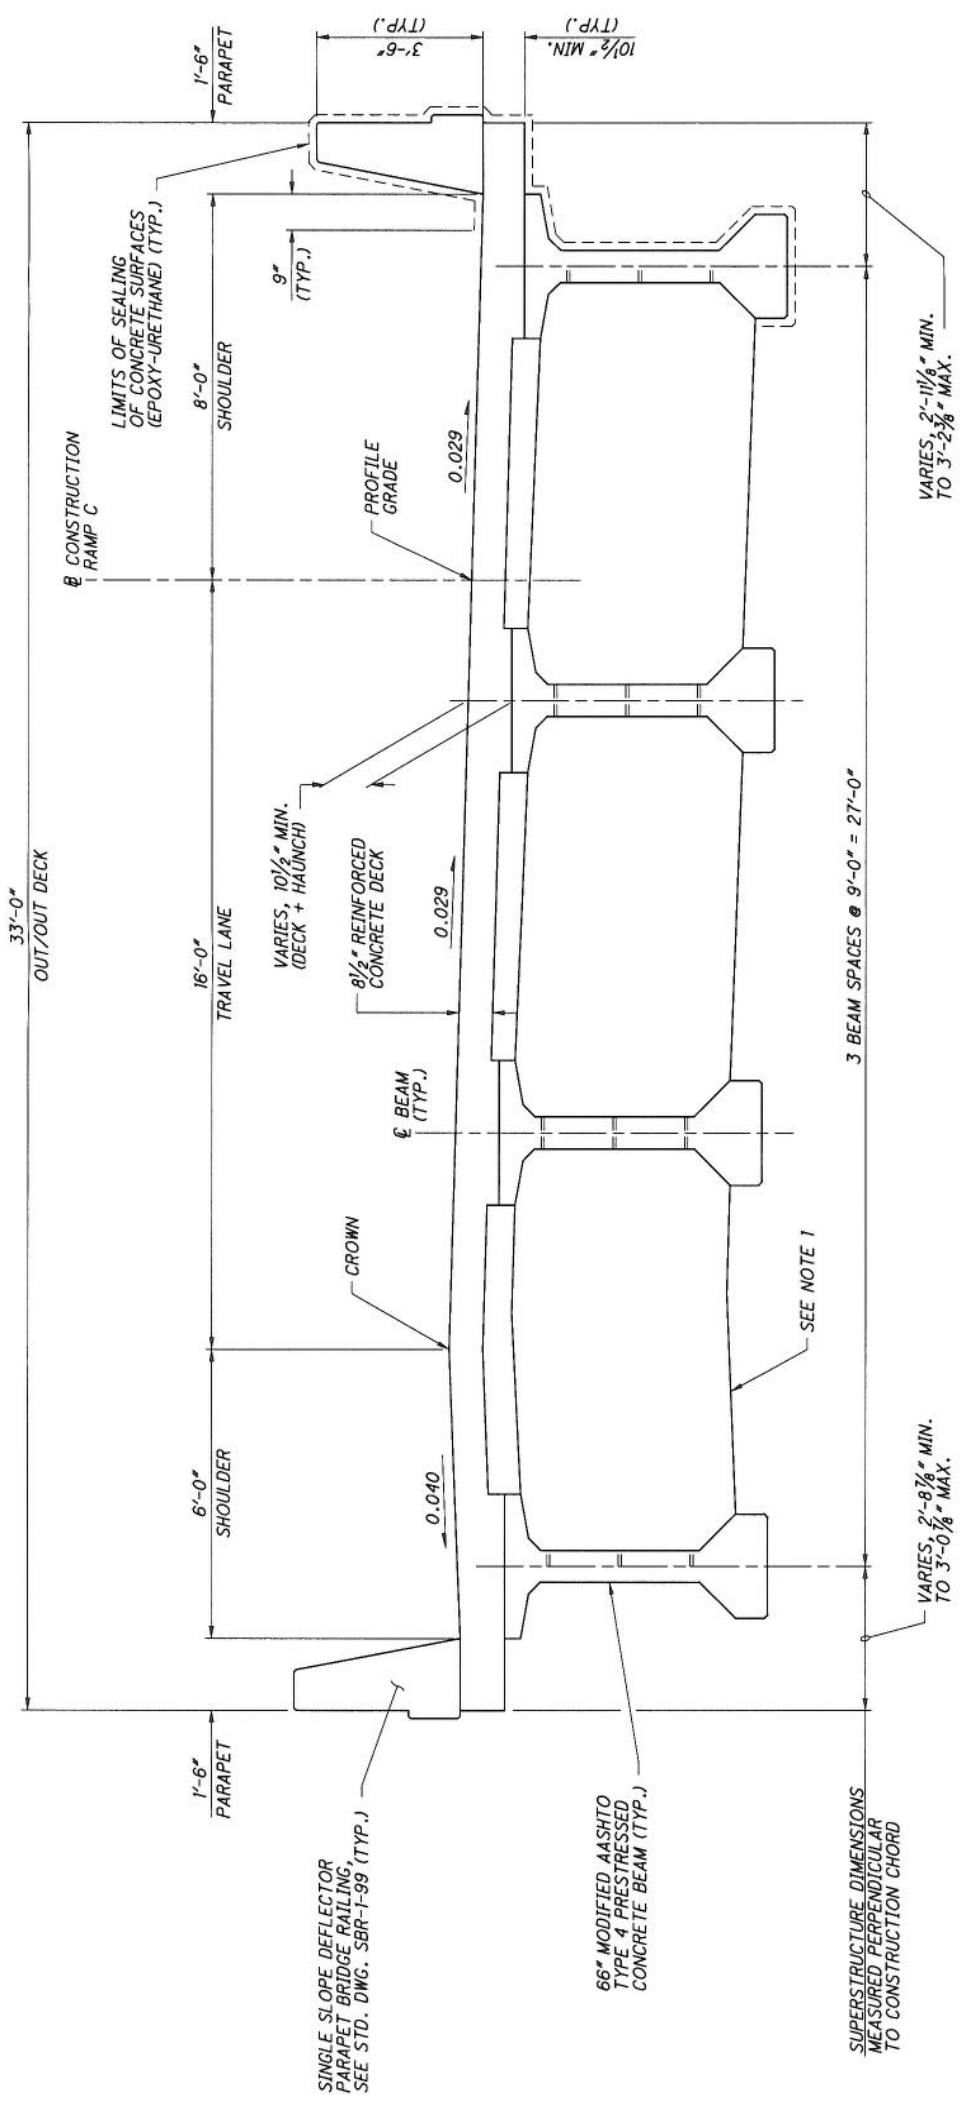 33'-0"
OUT/OUT DECK
1'-6"
PARAPET
6'-0"
SHOULDER
16'-0"
TRAVEL LANE
8'-0"
SHOULDER
1'-6"
PARAPET
℄ CONSTRUCTION
RAMP C
LIMITS OF SEALING
OF CONCRETE SURFACES
(EPOXY-URETHANE) (TYP.)
9"
(TYP.)
3'-6"
(TYP.)
10½" MIN.
(TYP.)
SINGLE SLOPE DEFLECTOR
PARAPET BRIDGE RAILING,
SEE STD. DWG. SBR-1-99 (TYP.)
0.040
CROWN
VARIES, 10½" MIN.
(DECK + HAUNCH)
8½" REINFORCED
CONCRETE DECK
0.029
PROFILE
GRADE
0.029
℄ BEAM
(TYP.)
66" MODIFIED AASHTO
TYPE 4 PRESTRESSED
CONCRETE BEAM (TYP.)
SEE NOTE 1
SUPERSTRUCTURE DIMENSIONS
MEASURED PERPENDICULAR
TO CONSTRUCTION CHORD
3 BEAM SPACES @ 9'-0" = 27'-0"
VARIES, 2'-8⅞" MIN.
TO 3'-0⅞" MAX.
VARIES, 2'-11⅛" MIN.
TO 3'-2⅜" MAX.